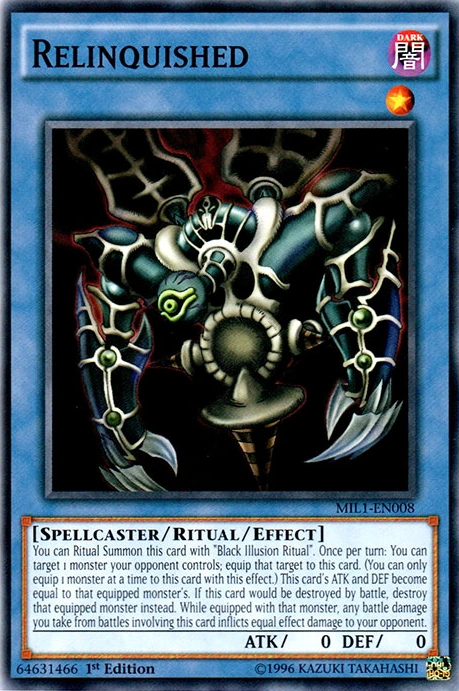 RELINQUISHED
DARK
闇
MIL1-EN008
[SPELLCASTER/RITUAL/EFFECT]
You can Ritual Summon this card with "Black Illusion Ritual". Once per turn: You can
target 1 monster your opponent controls; equip that target to this card. (You can only
equip 1 monster at a time to this card with this effect.) This card's ATK and DEF become
equal to that equipped monster's. If this card would be destroyed by battle, destroy
that equipped monster instead. While equipped with that monster, any battle damage
you take from battles involving this card inflicts equal effect damage to your opponent.
ATK/ 0 DEF/ 0
64631466 1st Edition ©1996 KAZUKI TAKAHASHI